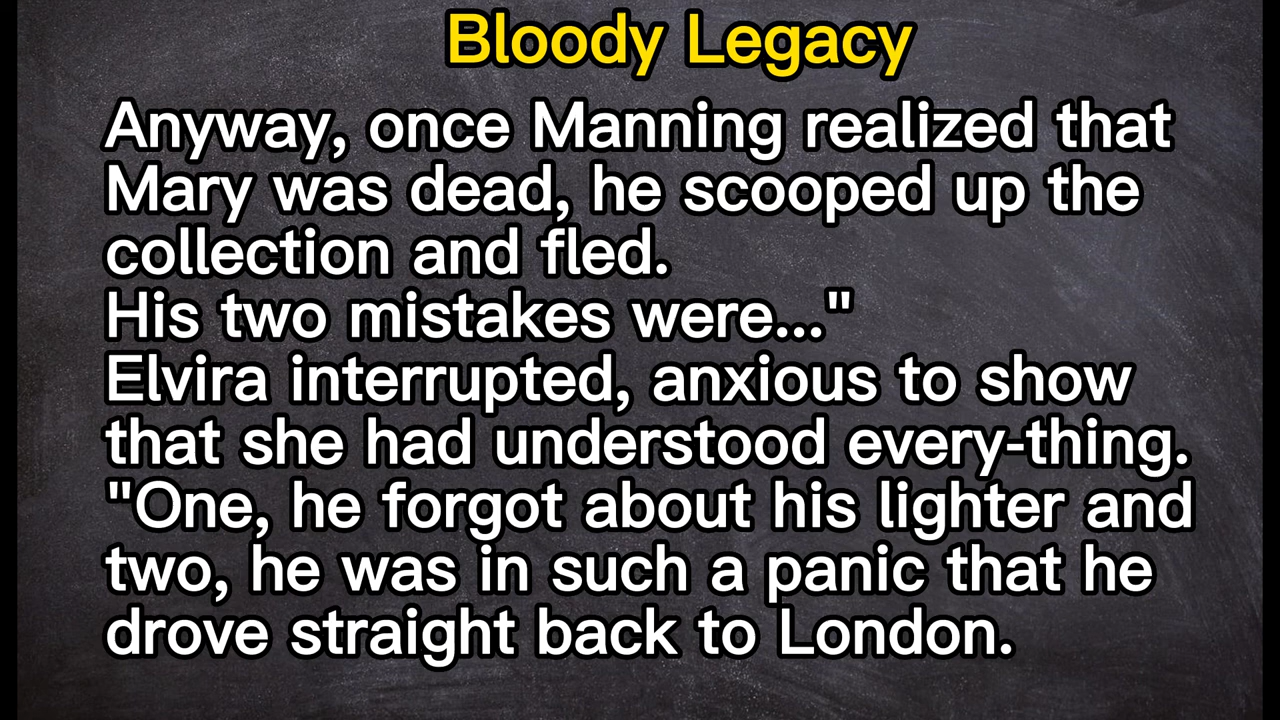 Bloody Legacy
Anyway, once Manning realized that
Mary was dead, he scooped up the
collection and fled.
His two mistakes were..."
Elvira interrupted, anxious to show
that she had understood every-thing.
"One, he forgot about his lighter and
two, he was in such a panic that he
drove straight back to London.